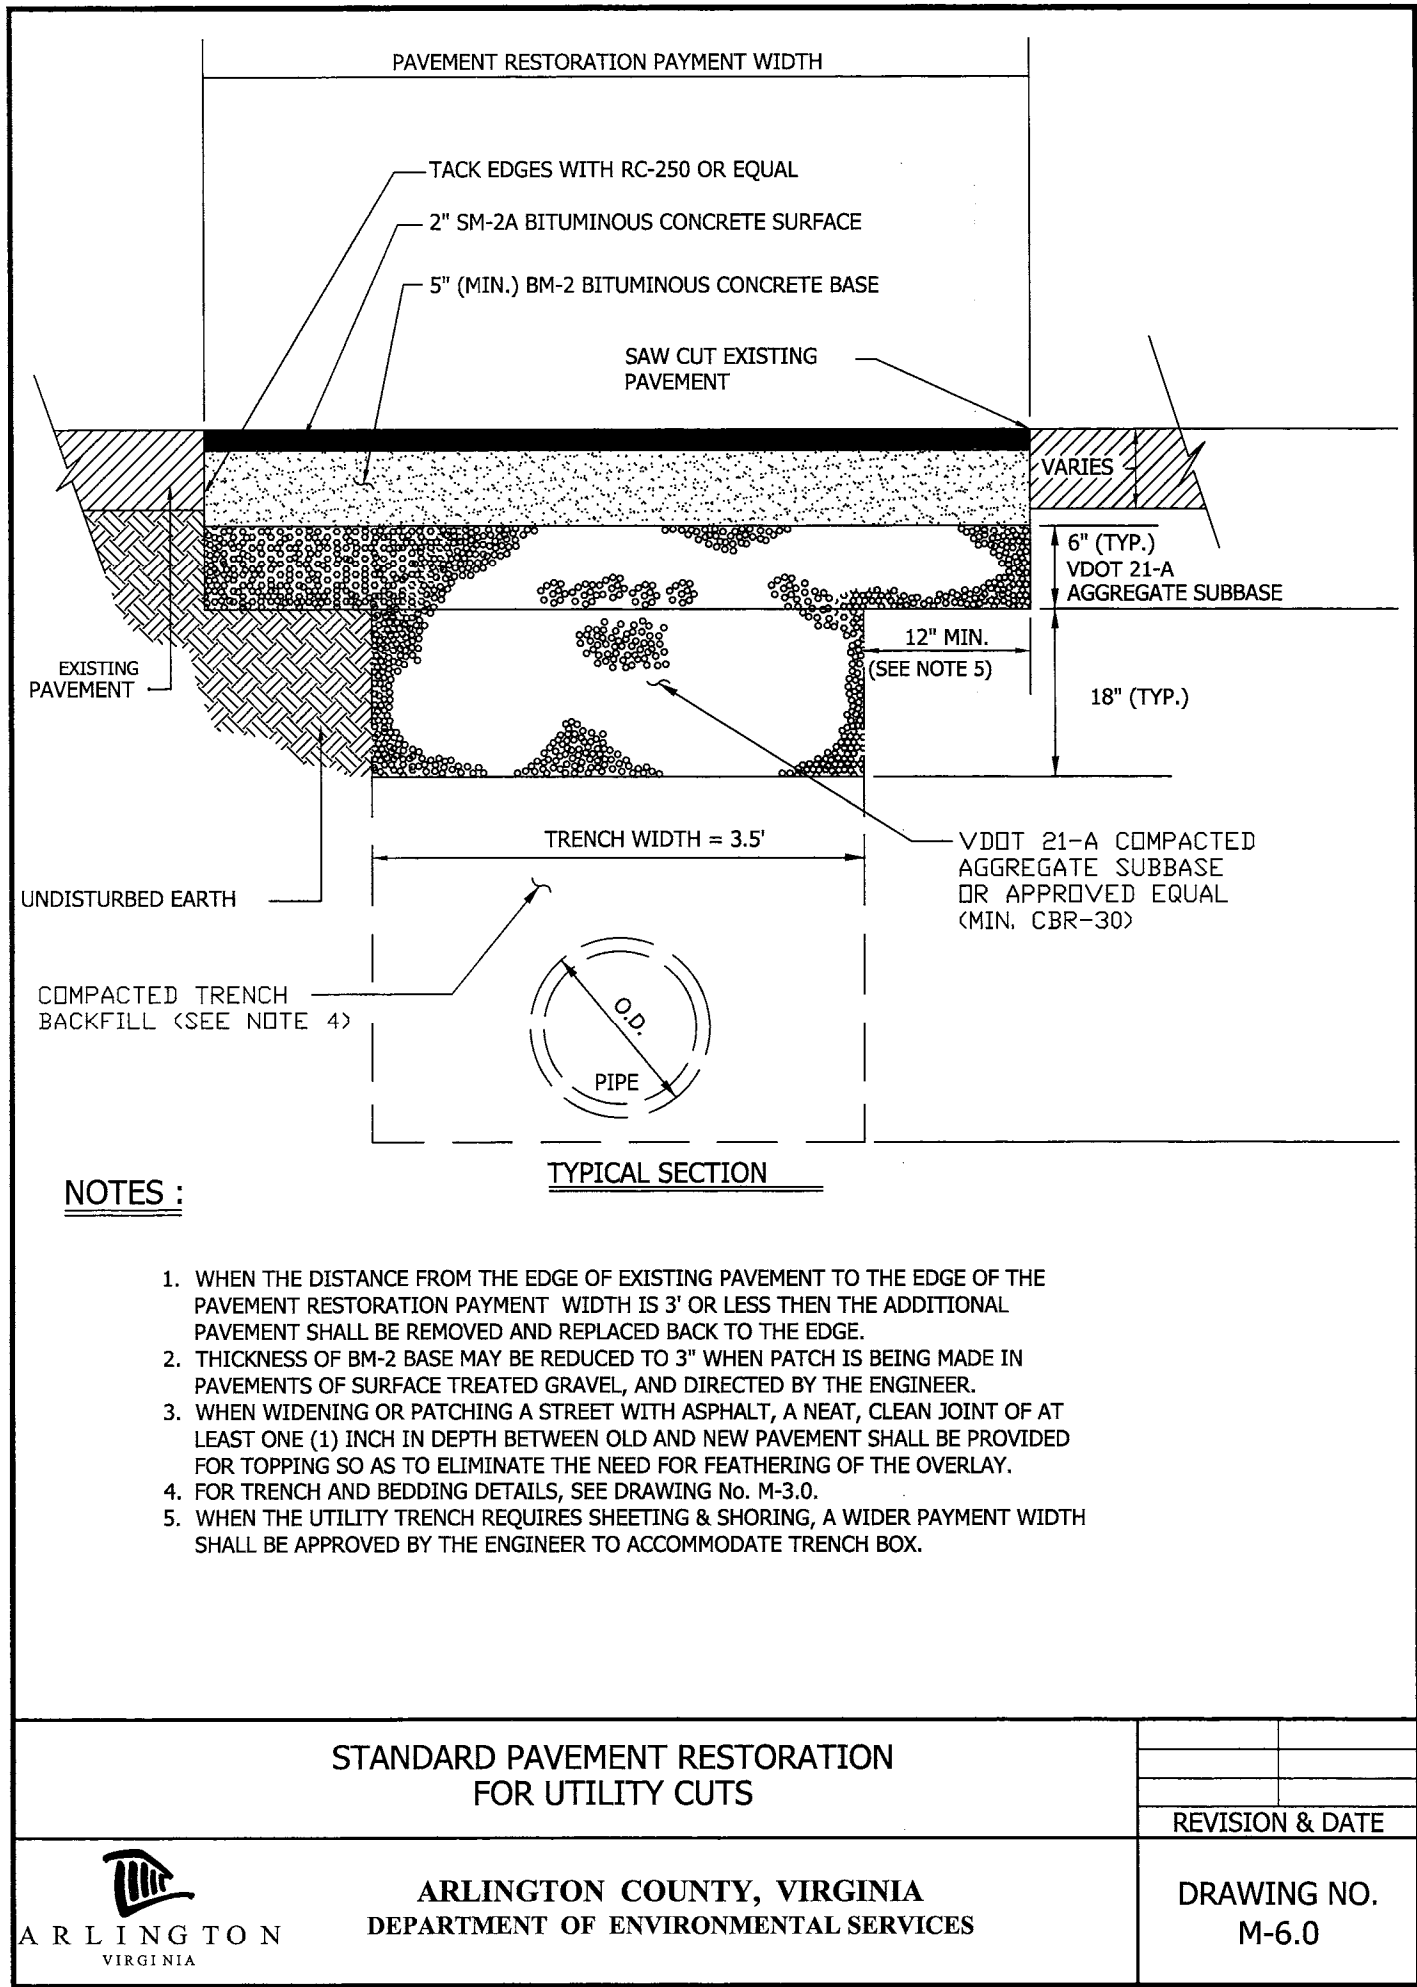 PAVEMENT RESTORATION PAYMENT WIDTH
TACK EDGES WITH RC-250 OR EQUAL
2" SM-2A BITUMINOUS CONCRETE SURFACE
5" (MIN.) BM-2 BITUMINOUS CONCRETE BASE
SAW CUT EXISTING
PAVEMENT
VARIES
6" (TYP.)
VDOT 21-A
AGGREGATE SUBBASE
12" MIN.
(SEE NOTE 5)
18" (TYP.)
EXISTING
PAVEMENT
TRENCH WIDTH = 3.5'
VDOT 21-A COMPACTED
AGGREGATE SUBBASE
OR APPROVED EQUAL
(MIN. CBR-30)
UNDISTURBED EARTH
COMPACTED TRENCH
BACKFILL (SEE NOTE 4)
O.D.
PIPE
TYPICAL SECTION
NOTES :
1. WHEN THE DISTANCE FROM THE EDGE OF EXISTING PAVEMENT TO THE EDGE OF THE
PAVEMENT RESTORATION PAYMENT WIDTH IS 3' OR LESS THEN THE ADDITIONAL
PAVEMENT SHALL BE REMOVED AND REPLACED BACK TO THE EDGE.
2. THICKNESS OF BM-2 BASE MAY BE REDUCED TO 3" WHEN PATCH IS BEING MADE IN
PAVEMENTS OF SURFACE TREATED GRAVEL, AND DIRECTED BY THE ENGINEER.
3. WHEN WIDENING OR PATCHING A STREET WITH ASPHALT, A NEAT, CLEAN JOINT OF AT
LEAST ONE (1) INCH IN DEPTH BETWEEN OLD AND NEW PAVEMENT SHALL BE PROVIDED
FOR TOPPING SO AS TO ELIMINATE THE NEED FOR FEATHERING OF THE OVERLAY.
4. FOR TRENCH AND BEDDING DETAILS, SEE DRAWING No. M-3.0.
5. WHEN THE UTILITY TRENCH REQUIRES SHEETING & SHORING, A WIDER PAYMENT WIDTH
SHALL BE APPROVED BY THE ENGINEER TO ACCOMMODATE TRENCH BOX.
STANDARD PAVEMENT RESTORATION
FOR UTILITY CUTS
REVISION & DATE
ARLINGTON
VIRGINIA
ARLINGTON COUNTY, VIRGINIA
DEPARTMENT OF ENVIRONMENTAL SERVICES
DRAWING NO.
M-6.0